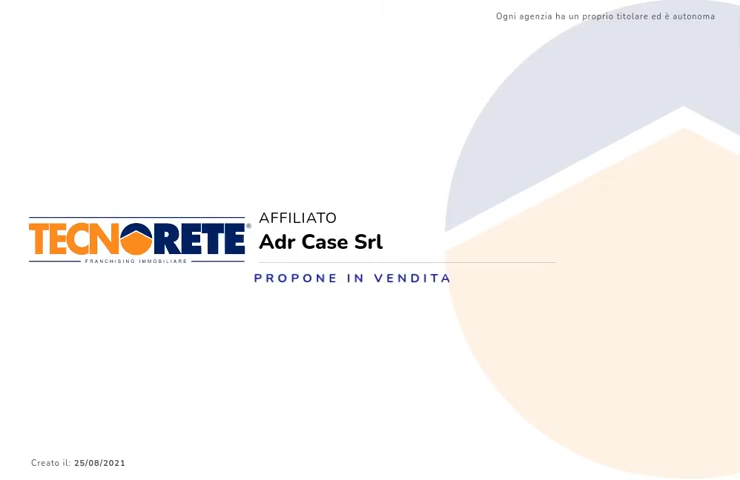 Ogni agenzia ha un proprio titolare ed è autonoma
TECNORETE®
FRANCHISING IMMOBILIARE
AFFILIATO
Adr Case Srl
PROPONE IN VENDITA
Creato il: 25/08/2021